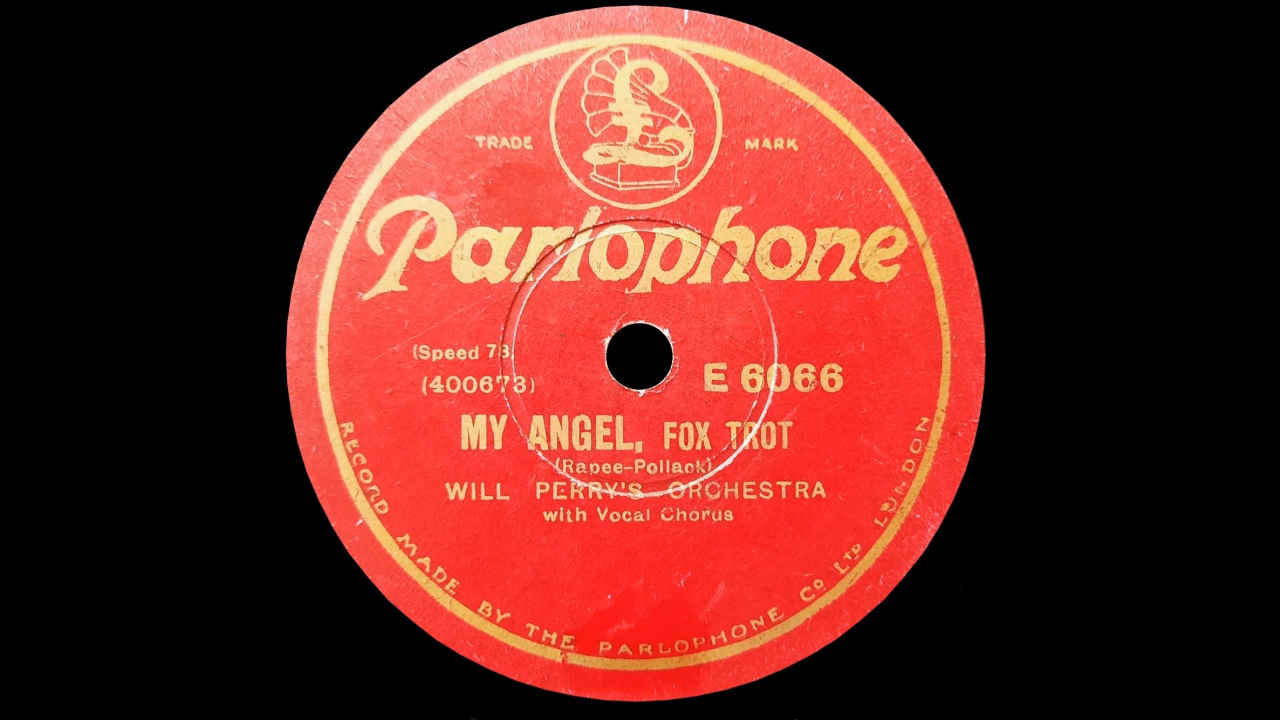 TRADE MARK
Parlophone
(Speed 78
(400673)
E 6066
MY ANGEL, FOX TROT
(Rapee-Pollack)
WILL PERRY'S ORCHESTRA
with Vocal Chorus
RECORD MADE BY THE PARLOPHONE Co LTD LONDON